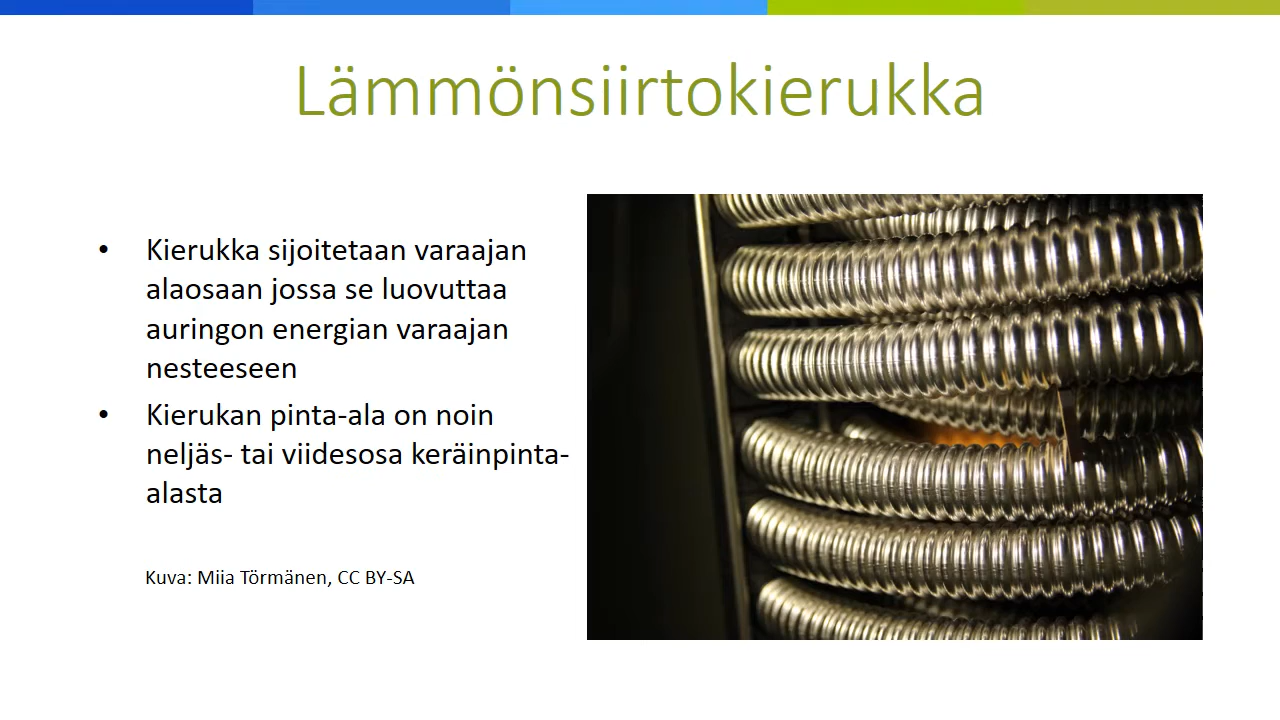 Lämmönsiirtokierukka
• Kierukka sijoitetaan varaajan
alaosaan jossa se luovuttaa
auringon energian varaajan
nesteeseen
• Kierukan pinta-ala on noin
neljäs- tai viidesosa keräinpinta-
alasta
Kuva: Miia Törmänen, CC BY-SA